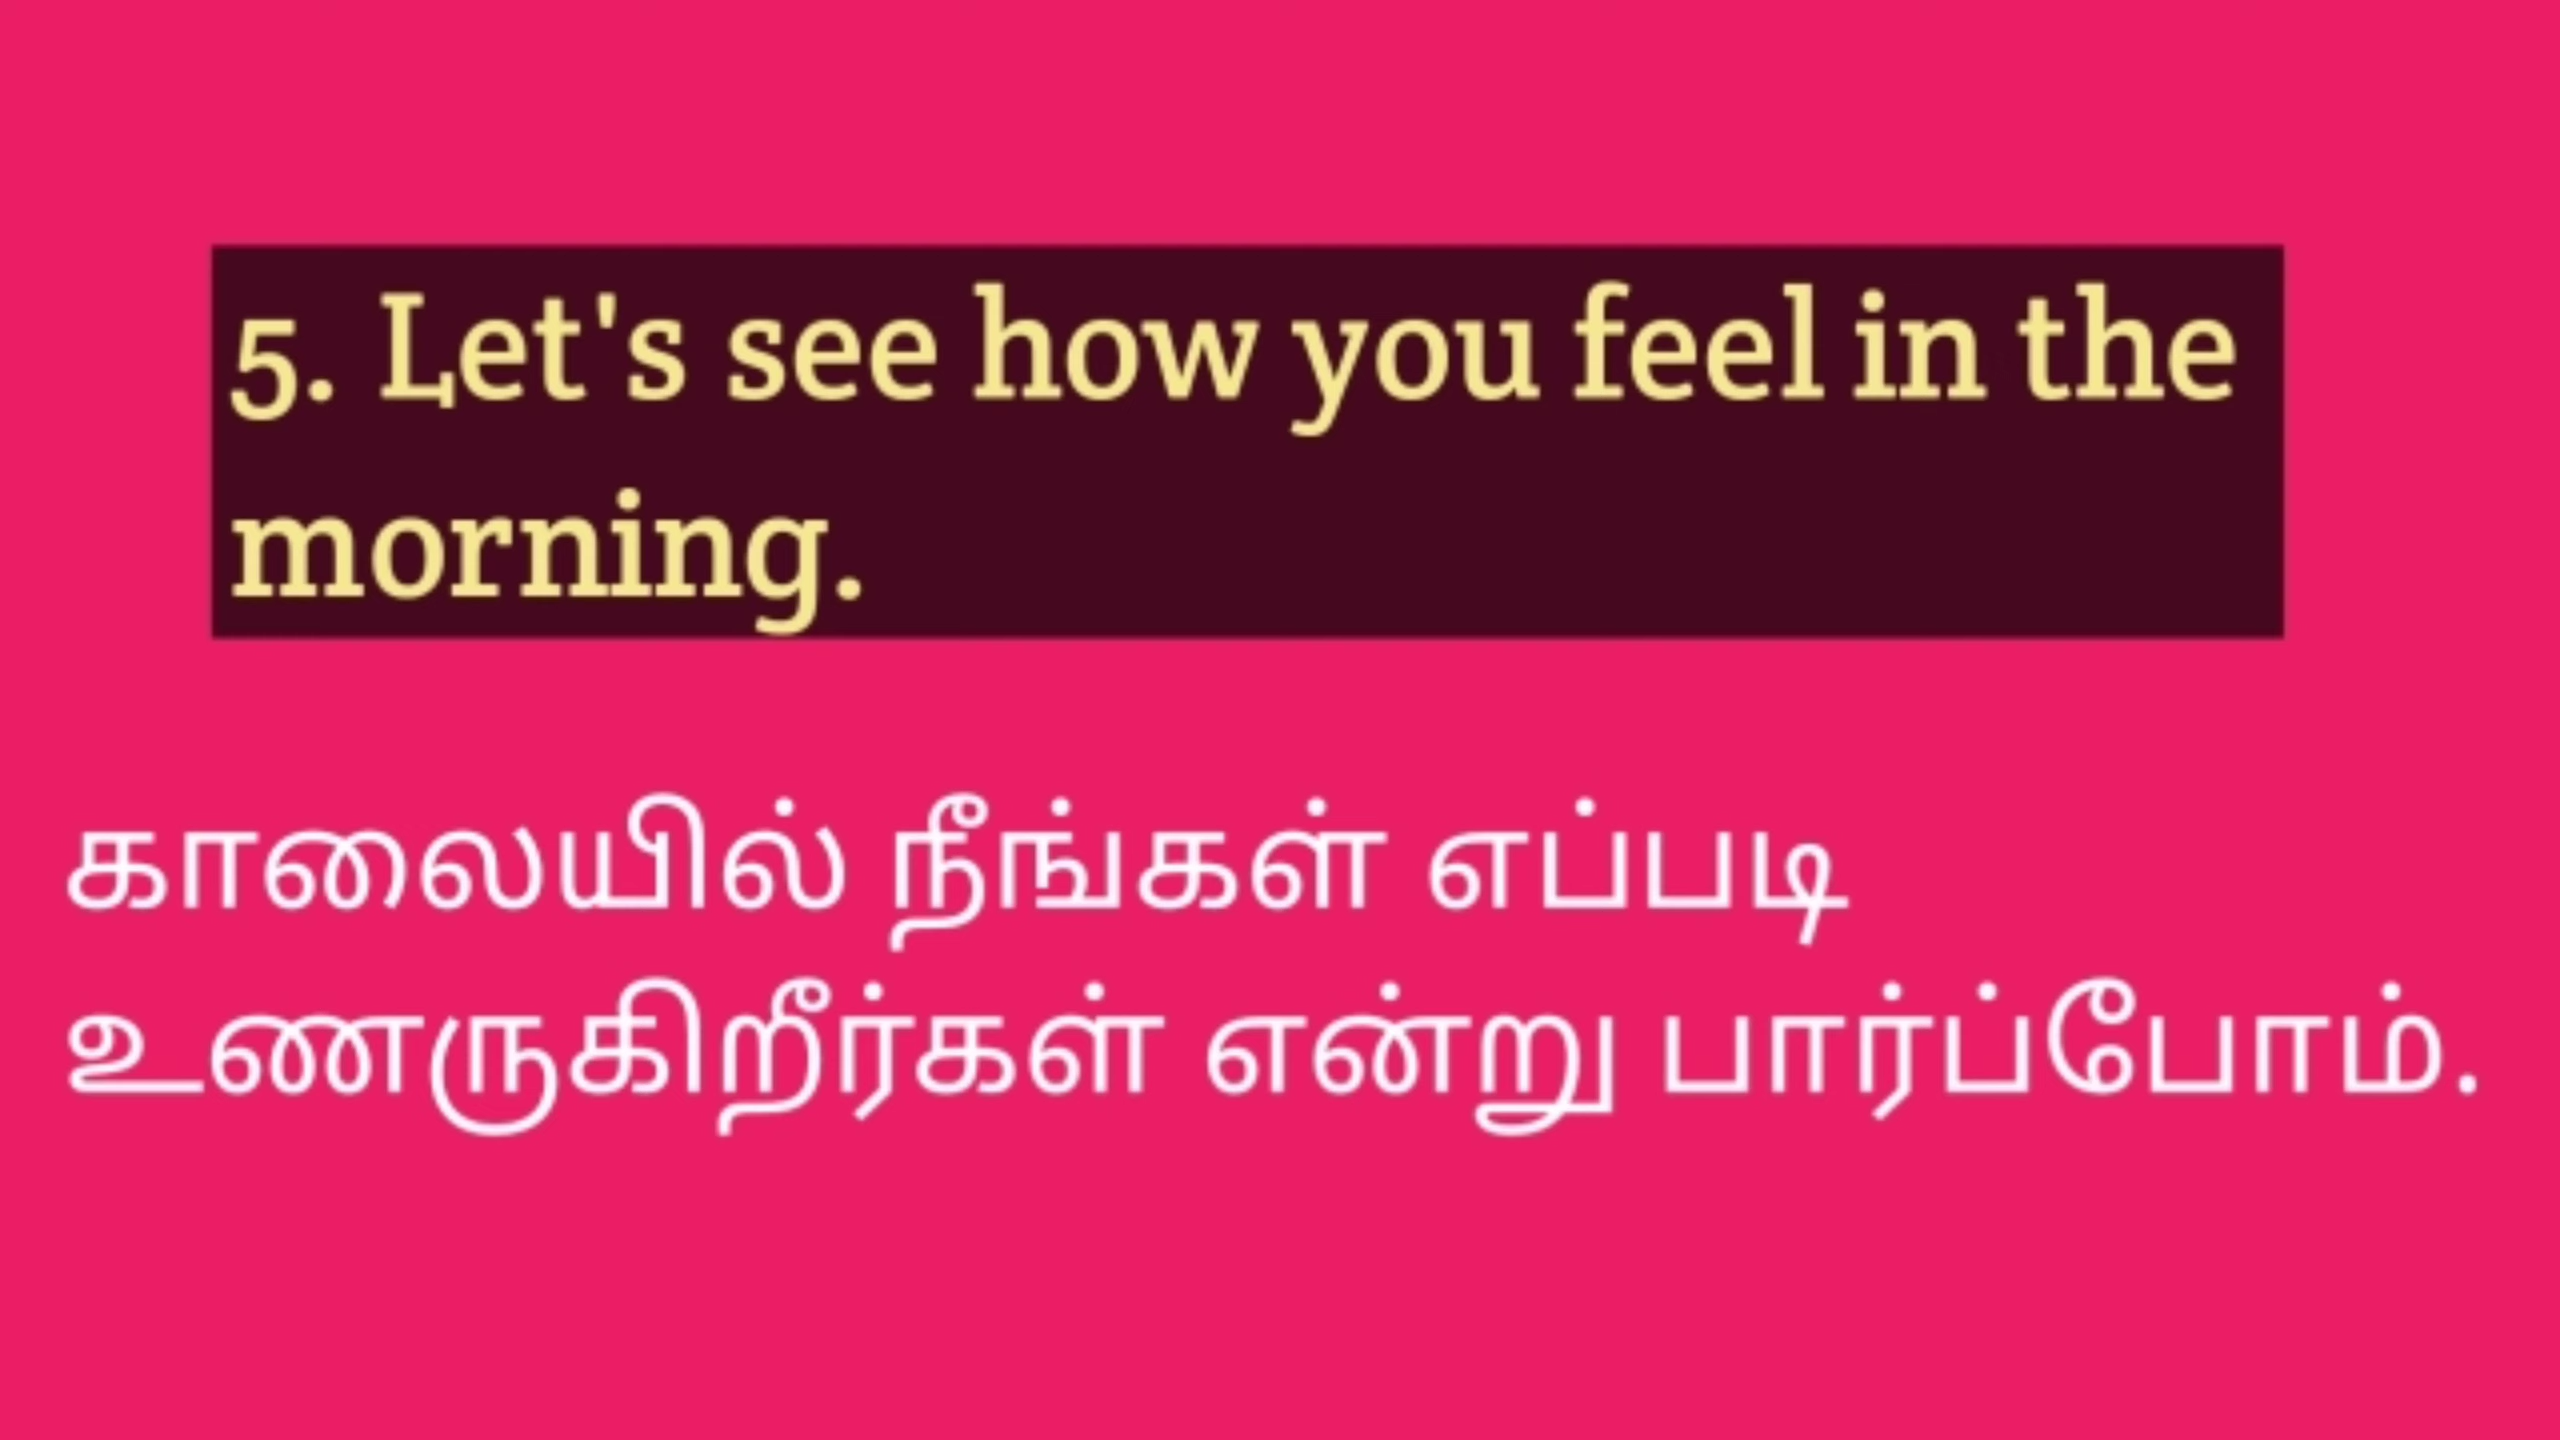 5. Let's see how you feel in the
morning.
காலையில் நீங்கள் எப்படி
உணருகிறீர்கள் என்று பார்ப்போம்.